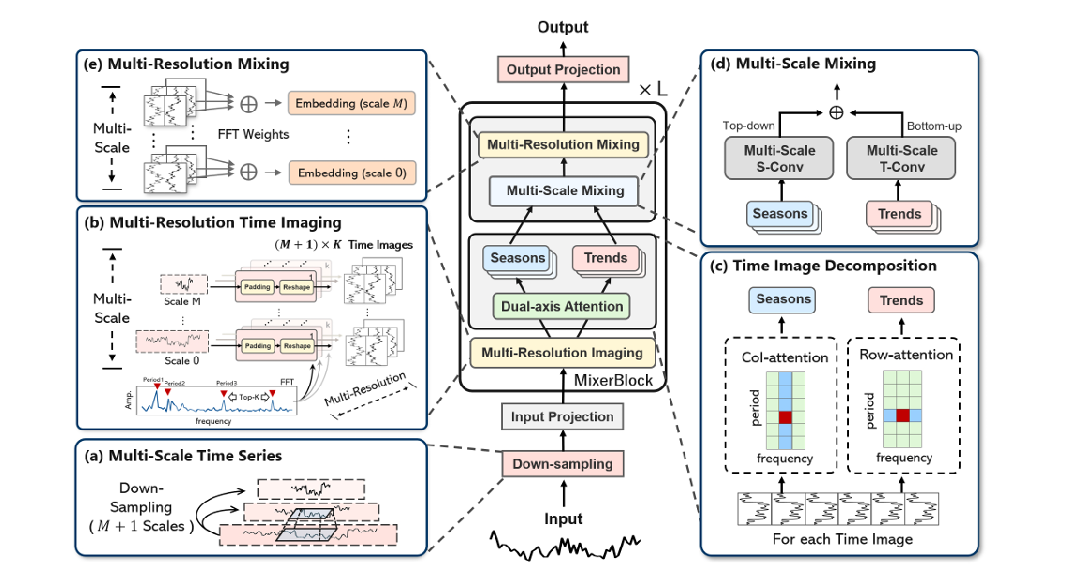 Output
Output Projection
× L
Multi-Resolution Mixing
Multi-Scale Mixing
Seasons
Trends
Dual-axis Attention
Multi-Resolution Imaging
MixerBlock
Input Projection
Down-sampling
Input
(e) Multi-Resolution Mixing
Multi-
Scale
FFT Weights
Embedding (scale M)
Embedding (scale 0)
(b) Multi-Resolution Time Imaging
(M + 1) × K Time Images
Multi-
Scale
Scale M
k
1
Padding
Reshape
Scale 0
k
1
Padding
Reshape
Period1
Period2
Period3
Top-K
FFT
Amp.
frequency
Multi-Resolution
(a) Multi-Scale Time Series
Down-
Sampling
( M + 1 Scales )
(d) Multi-Scale Mixing
Top-down
Bottom-up
Multi-Scale
S-Conv
Multi-Scale
T-Conv
Seasons
Trends
(c) Time Image Decomposition
Seasons
Trends
Col-attention
Row-attention
period
frequency
period
frequency
For each Time Image